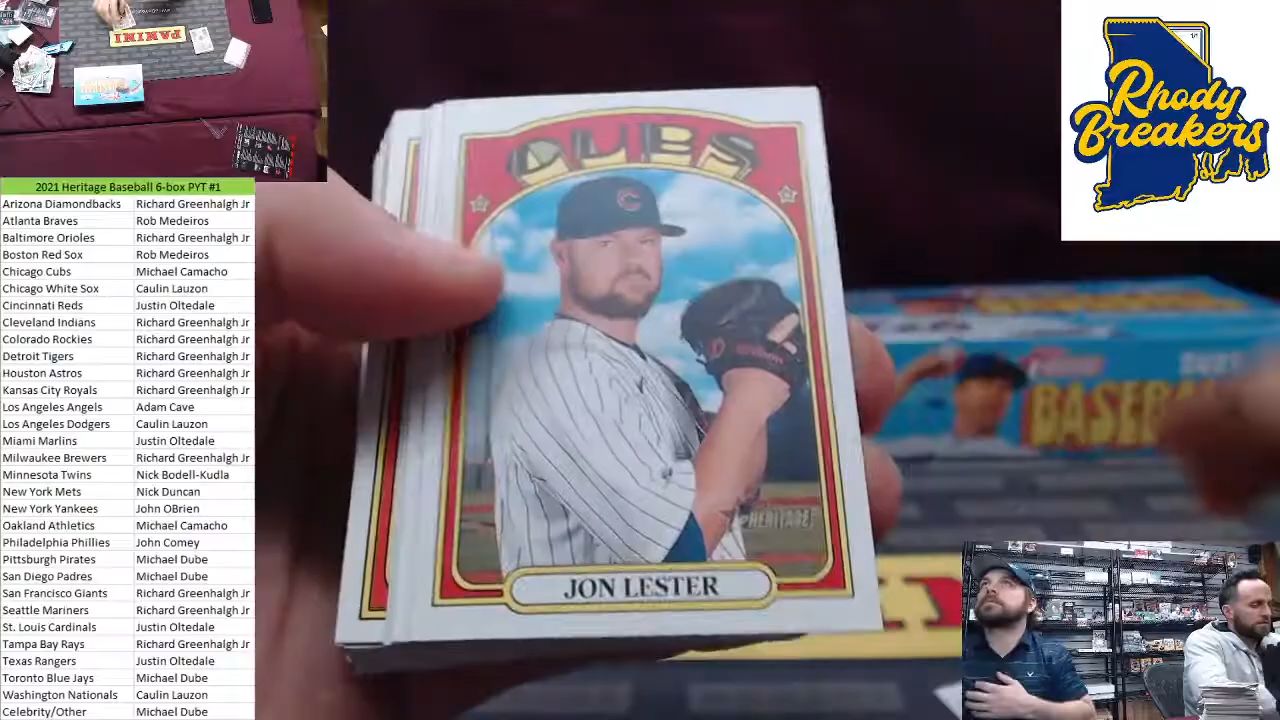 PANINI
2021 Heritage Baseball 6-box PYT #1
Arizona Diamondbacks Richard Greenhalgh Jr
Atlanta Braves Rob Medeiros
Baltimore Orioles Richard Greenhalgh Jr
Boston Red Sox Rob Medeiros
Chicago Cubs Michael Camacho
Chicago White Sox Caulin Lauzon
Cincinnati Reds Justin Oltedale
Cleveland Indians Richard Greenhalgh Jr
Colorado Rockies Richard Greenhalgh Jr
Detroit Tigers Richard Greenhalgh Jr
Houston Astros Richard Greenhalgh Jr
Kansas City Royals Richard Greenhalgh Jr
Los Angeles Angels Adam Cave
Los Angeles Dodgers Caulin Lauzon
Miami Marlins Justin Oltedale
Milwaukee Brewers Richard Greenhalgh Jr
Minnesota Twins Nick Bodell-Kudla
New York Mets Nick Duncan
New York Yankees John OBrien
Oakland Athletics Michael Camacho
Philadelphia Phillies John Comey
Pittsburgh Pirates Michael Dube
San Diego Padres Michael Dube
San Francisco Giants Richard Greenhalgh Jr
Seattle Mariners Richard Greenhalgh Jr
St. Louis Cardinals Justin Oltedale
Tampa Bay Rays Richard Greenhalgh Jr
Texas Rangers Justin Oltedale
Toronto Blue Jays Michael Dube
Washington Nationals Caulin Lauzon
Celebrity/Other Michael Dube
CUBS
C
HERITAGE
JON LESTER
Rhody
Breakers